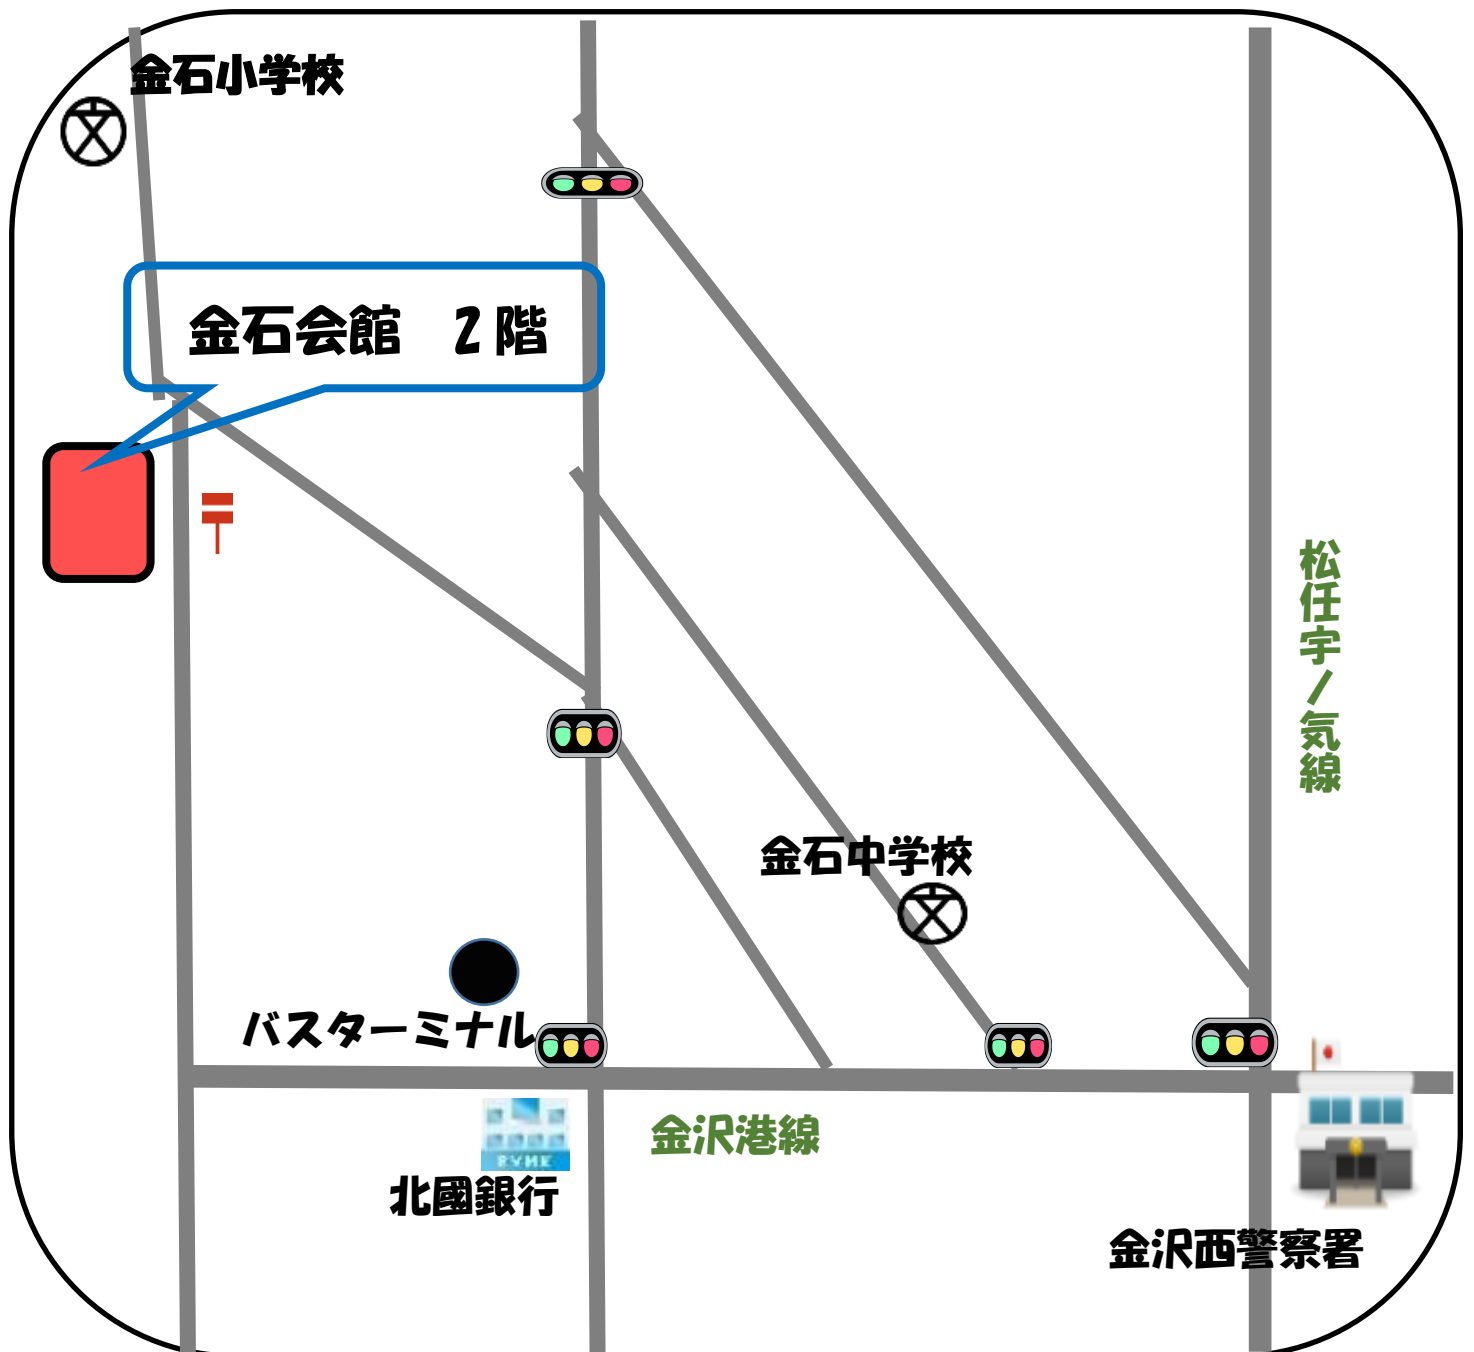 金石小学校
金石会館　２階
松任宇ノ気線
金石中学校
バスターミナル
金沢港線
北國銀行
金沢西警察署